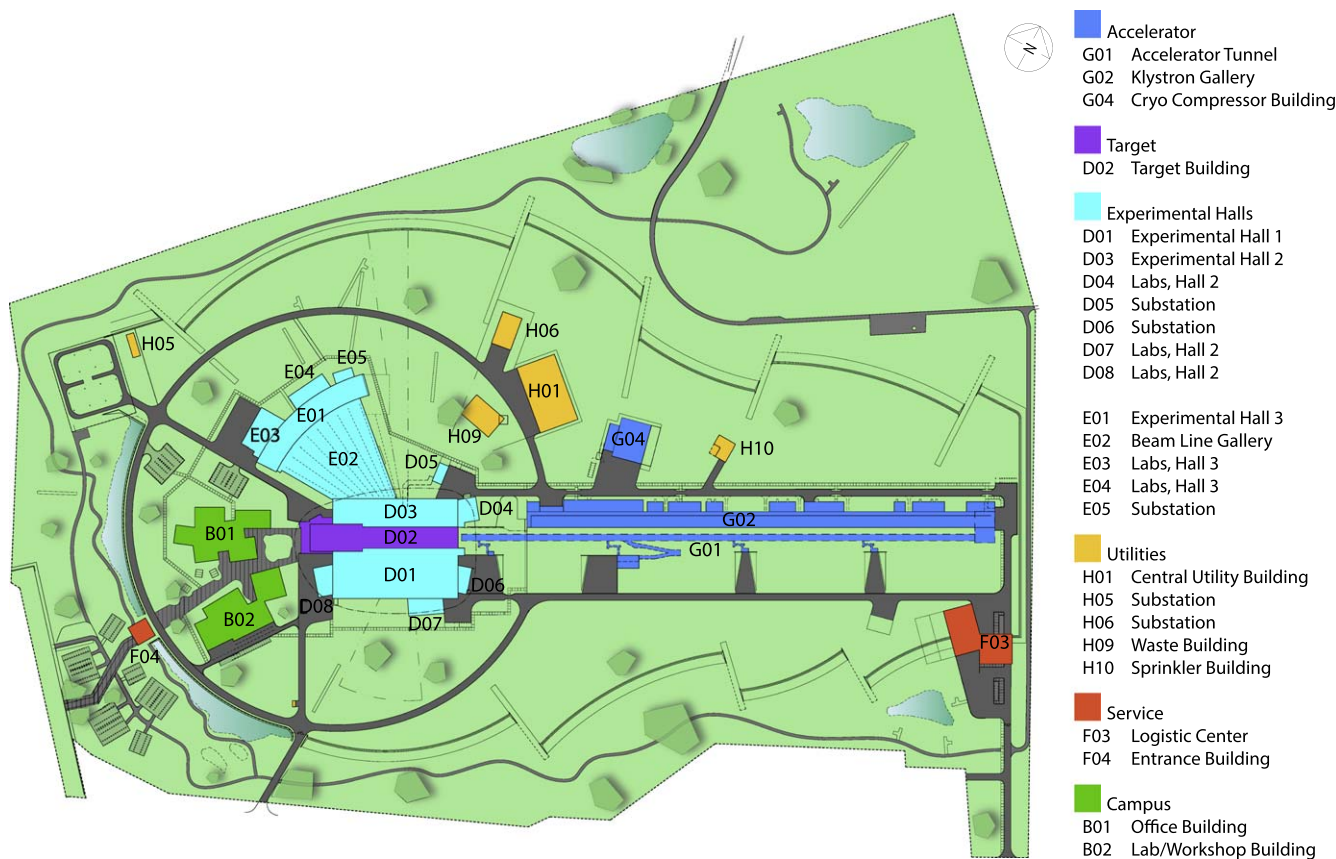 N
H05
H06
E05
E04
E01
E03
E02
H01
H09
G04
H10
D05
D04
D03
G02
B01
D02
G01
D01
D06
D08
D07
B02
F04
F03
Accelerator
G01 Accelerator Tunnel
G02 Klystron Gallery
G04 Cryo Compressor Building
Target
D02 Target Building
Experimental Halls
D01 Experimental Hall 1
D03 Experimental Hall 2
D04 Labs, Hall 2
D05 Substation
D06 Substation
D07 Labs, Hall 2
D08 Labs, Hall 2
E01 Experimental Hall 3
E02 Beam Line Gallery
E03 Labs, Hall 3
E04 Labs, Hall 3
E05 Substation
Utilities
H01 Central Utility Building
H05 Substation
H06 Substation
H09 Waste Building
H10 Sprinkler Building
Service
F03 Logistic Center
F04 Entrance Building
Campus
B01 Office Building
B02 Lab/Workshop Building